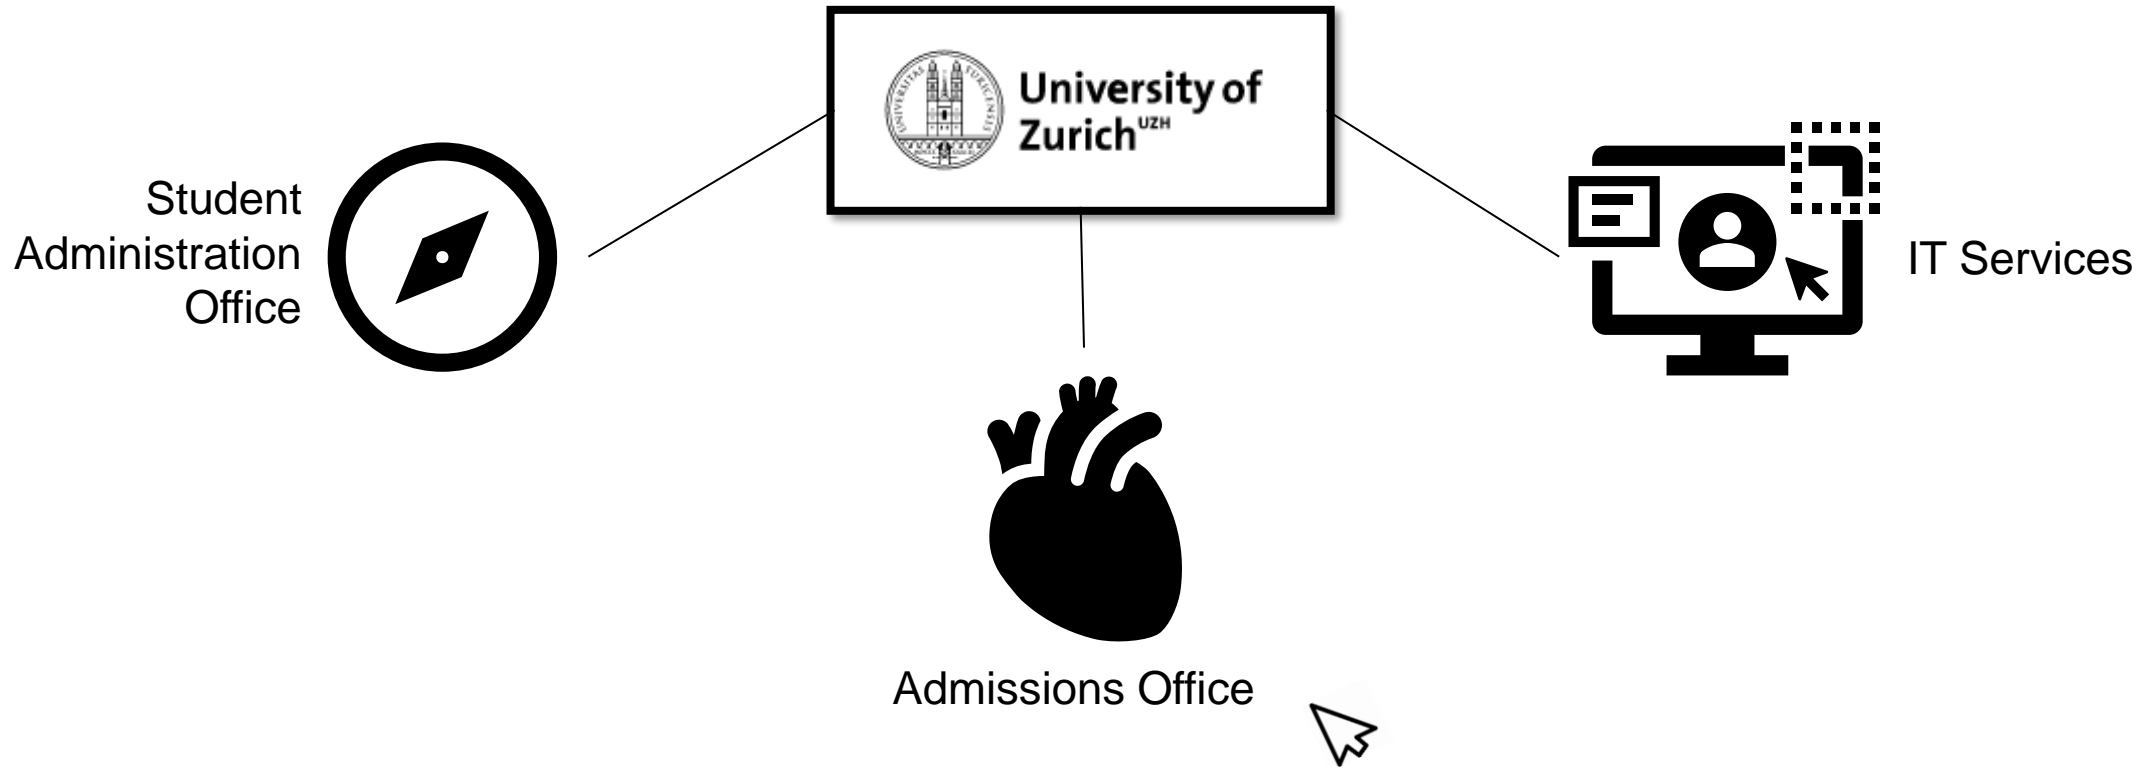 University of
Zurich UZH
Student
Administration
Office
IT Services
Admissions Office